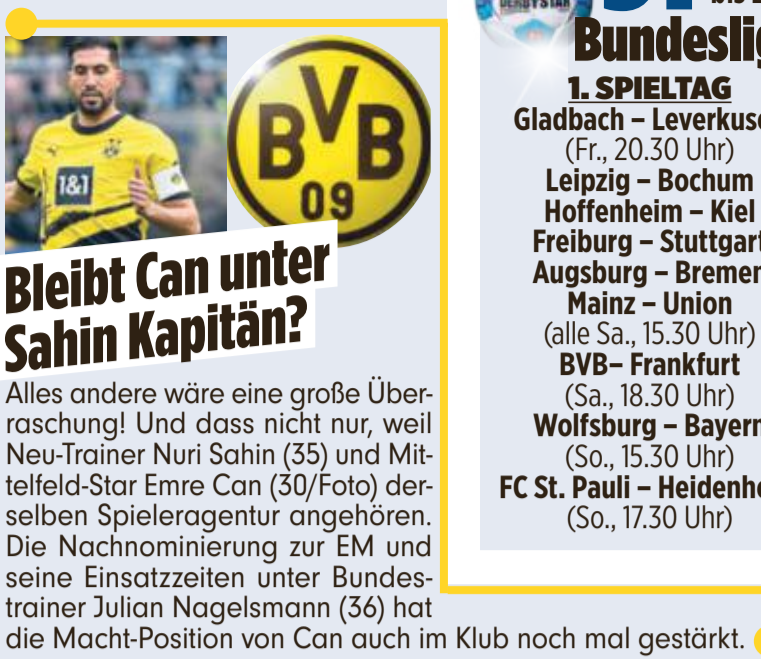 1&1
BVB
09
Bleibt Can unter
Sahin Kapitän?
Alles andere wäre eine große Über-
raschung! Und dass nicht nur, weil
Neu-Trainer Nuri Sahin (35) und Mit-
telfeld-Star Emre Can (30/Foto) der-
selben Spieleragentur angehören.
Die Nachnominierung zur EM und
seine Einsatzzeiten unter Bundes-
trainer Julian Nagelsmann (36) hat
die Macht-Position von Can auch im Klub noch mal gestärkt.
DERBYSTAR
Bundeslig
1. SPIELTAG
Gladbach – Leverkus
(Fr., 20.30 Uhr)
Leipzig – Bochum
Hoffenheim – Kiel
Freiburg – Stuttgart
Augsburg – Bremen
Mainz – Union
(alle Sa., 15.30 Uhr)
BVB– Frankfurt
(Sa., 18.30 Uhr)
Wolfsburg – Bayern
(So., 15.30 Uhr)
FC St. Pauli – Heidenh
(So., 17.30 Uhr)